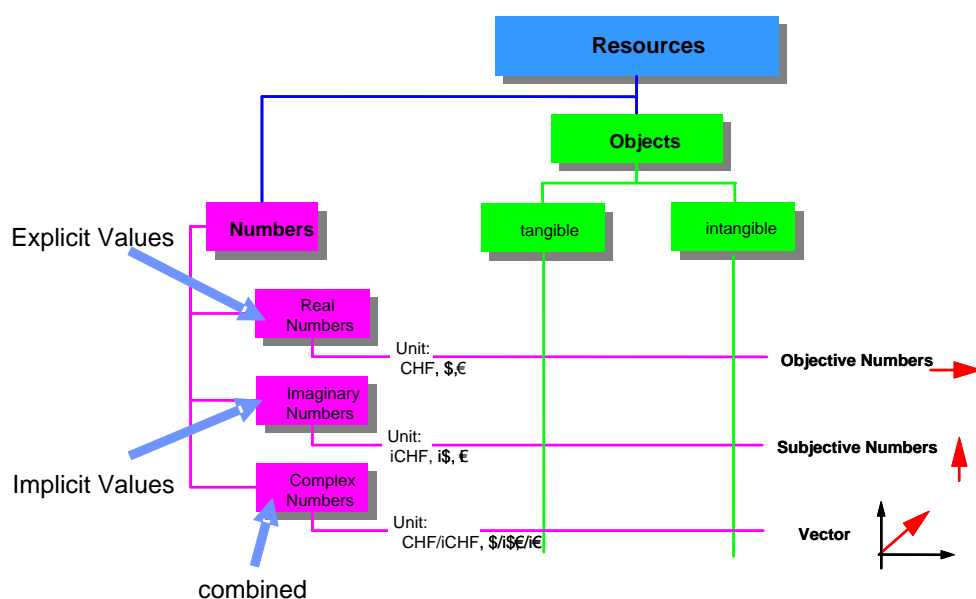 Resources
Objects
Numbers
tangible
intangible
Explicit Values
Real
Numbers
Unit:
CHF, $,€
Objective Numbers
Imaginary
Numbers
Unit:
iCHF, i$, €
Subjective Numbers
Implicit Values
Complex
Numbers
Unit:
CHF/iCHF, $/i$€/i€
Vector
combined